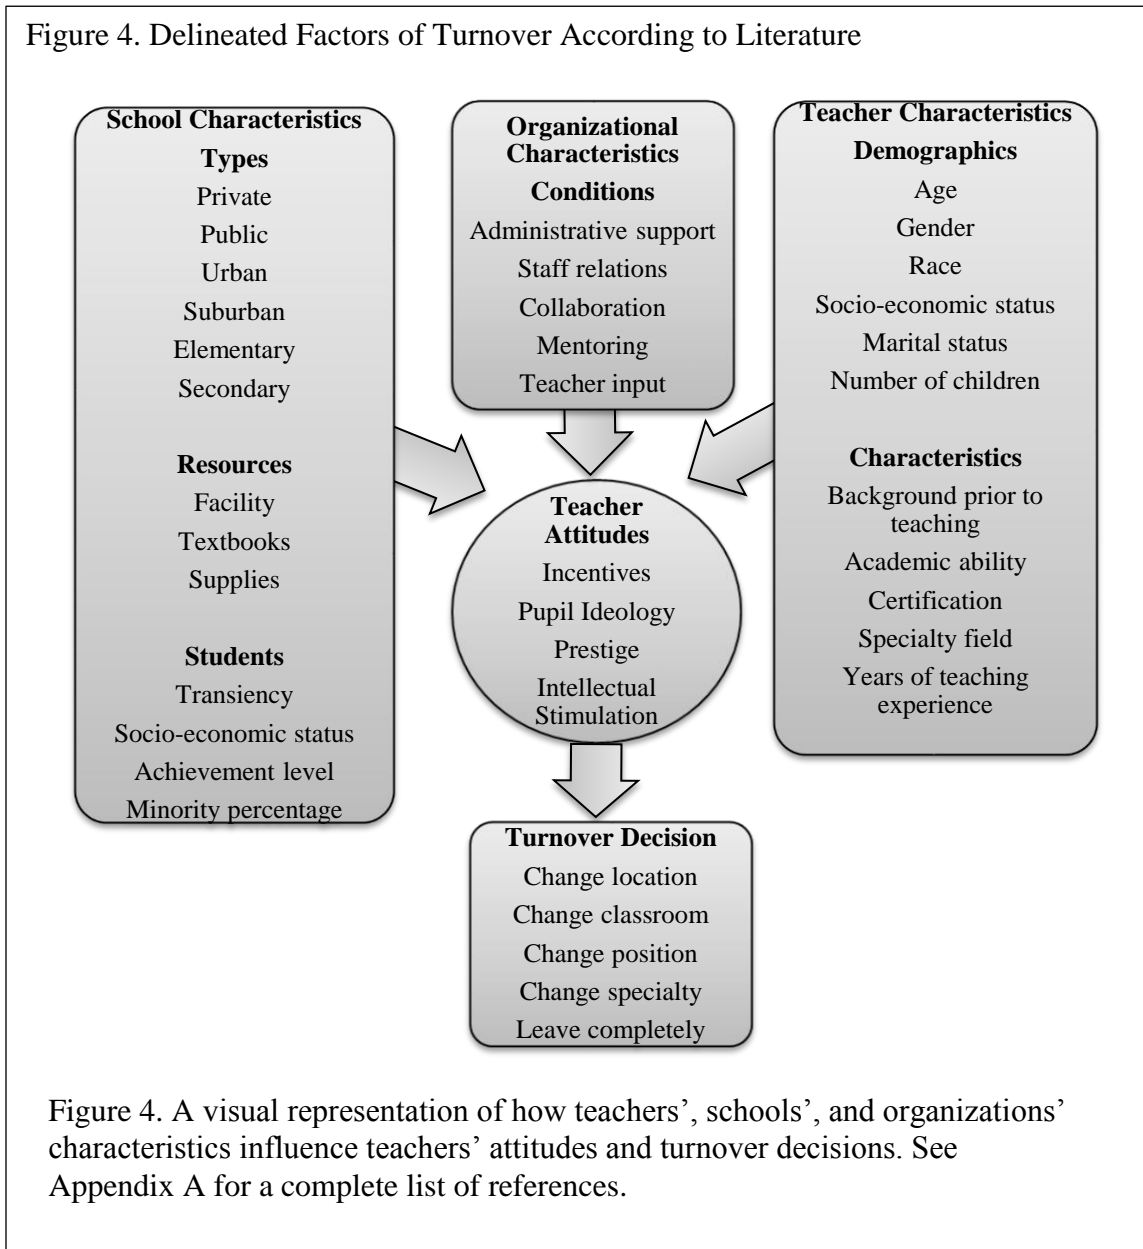 Figure 4. Delineated Factors of Turnover According to Literature
School Characteristics
Types
Private
Public
Urban
Suburban
Elementary
Secondary
Resources
Facility
Textbooks
Supplies
Students
Transiency
Socio-economic status
Achievement level
Minority percentage
Organizational
Characteristics
Conditions
Administrative support
Staff relations
Collaboration
Mentoring
Teacher input
Teacher Characteristics
Demographics
Age
Gender
Race
Socio-economic status
Marital status
Number of children
Characteristics
Background prior to
teaching
Academic ability
Certification
Specialty field
Years of teaching
experience
Teacher
Attitudes
Incentives
Pupil Ideology
Prestige
Intellectual
Stimulation
Turnover Decision
Change location
Change classroom
Change position
Change specialty
Leave completely
Figure 4. A visual representation of how teachers’, schools’, and organizations’
characteristics influence teachers’ attitudes and turnover decisions. See
Appendix A for a complete list of references.